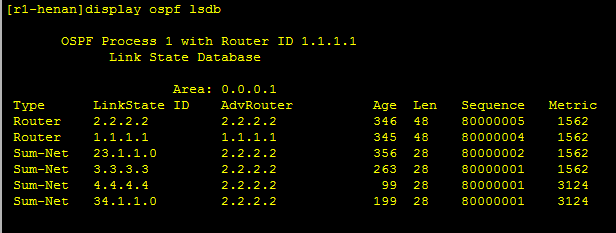 [r1-henan]display ospf lsdb
OSPF Process 1 with Router ID 1.1.1.1
Link State Database
Area: 0.0.0.1
Type LinkState ID AdvRouter Age Len Sequence Metric
Router 2.2.2.2 2.2.2.2 346 48 80000005 1562
Router 1.1.1.1 1.1.1.1 345 48 80000004 1562
Sum-Net 23.1.1.0 2.2.2.2 356 28 80000002 1562
Sum-Net 3.3.3.3 2.2.2.2 263 28 80000001 1562
Sum-Net 4.4.4.4 2.2.2.2 99 28 80000001 3124
Sum-Net 34.1.1.0 2.2.2.2 199 28 80000001 3124